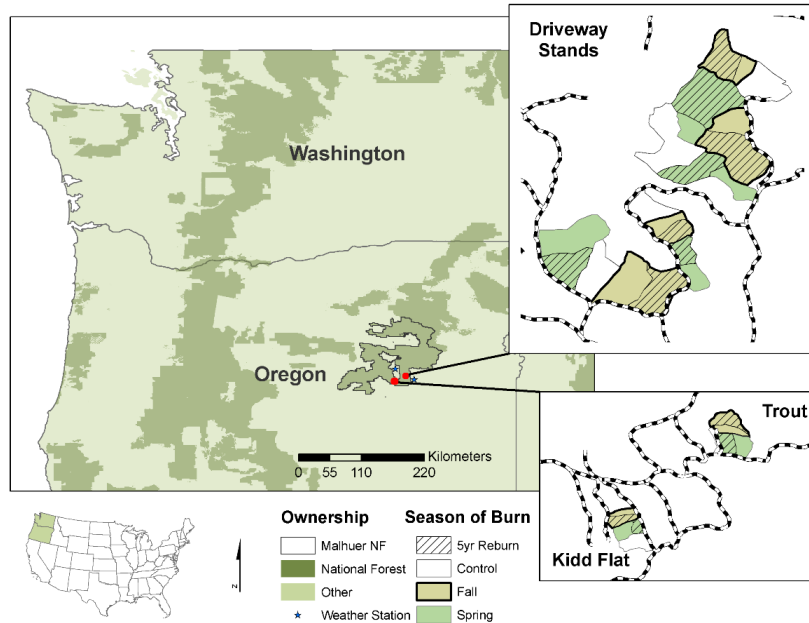 Driveway
Stands
Washington
Oregon
Kilometers
0 55 110 220
Trout
Kidd Flat
N
Ownership
Malhuer NF
National Forest
Other
Weather Station
Season of Burn
5yr Reburn
Control
Fall
Spring